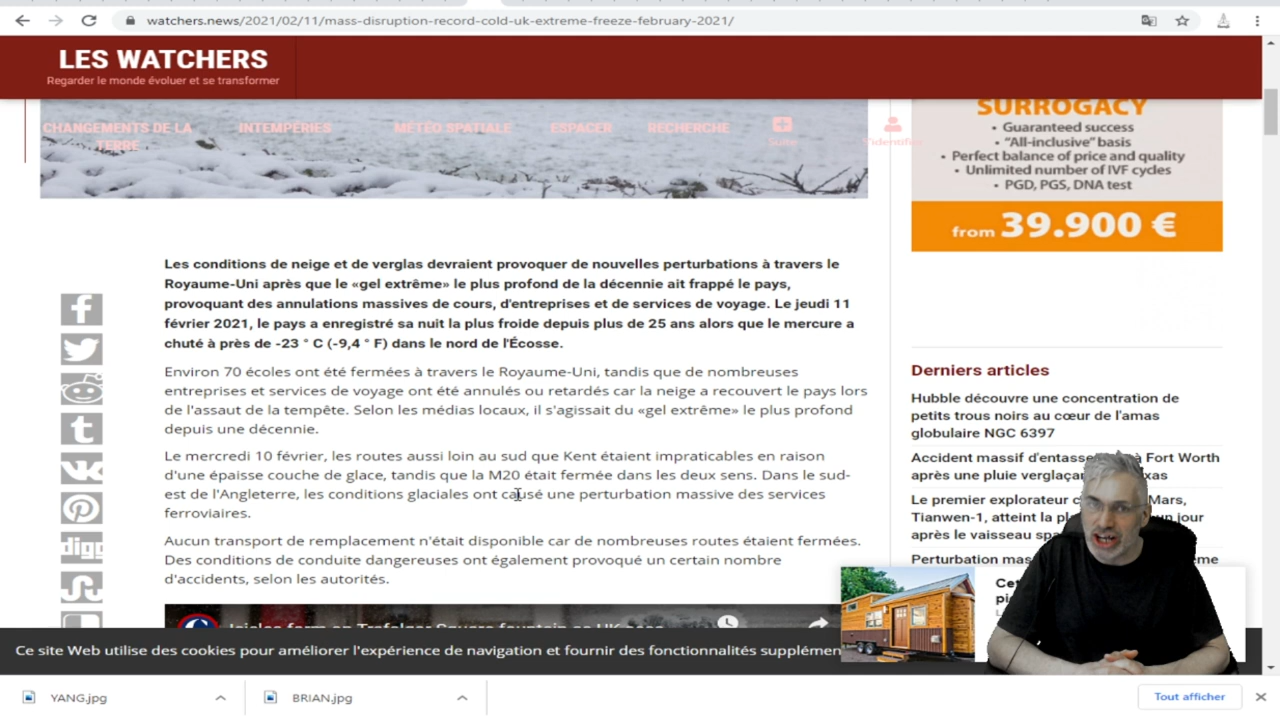 watchers.news/2021/02/11/mass-disruption-record-cold-uk-extreme-freeze-february-2021/
LES WATCHERS
Regarder le monde évoluer et se transformer
CHANGEMENTS DE LA TERRE
INTEMPÉRIES
MÉTÉO SPATIALE
ESPACER
RECHERCHE
Suite
SURROGACY
• Guaranteed success
• "All-inclusive" basis
• Perfect balance of price and quality
• Unlimited number of IVF cycles
• PGD, PGS, DNA test
from 39.900 €
Les conditions de neige et de verglas devraient provoquer de nouvelles perturbations à travers le
Royaume-Uni après que le «gel extrême» le plus profond de la décennie ait frappé le pays,
provoquant des annulations massives de cours, d'entreprises et de services de voyage. Le jeudi 11
février 2021, le pays a enregistré sa nuit la plus froide depuis plus de 25 ans alors que le mercure a
chuté à près de -23 ° C (-9,4 ° F) dans le nord de l'Écosse.
Environ 70 écoles ont été fermées à travers le Royaume-Uni, tandis que de nombreuses
entreprises et services de voyage ont été annulés ou retardés car la neige a recouvert le pays lors
de l'assaut de la tempête. Selon les médias locaux, il s'agissait du «gel extrême» le plus profond
depuis une décennie.
Le mercredi 10 février, les routes aussi loin au sud que Kent étaient impraticables en raison
d'une épaisse couche de glace, tandis que la M20 était fermée dans les deux sens. Dans le sud-
est de l'Angleterre, les conditions glaciales ont causé une perturbation massive des services
ferroviaires.
Aucun transport de remplacement n'était disponible car de nombreuses routes étaient fermées.
Des conditions de conduite dangereuses ont également provoqué un certain nombre
d'accidents, selon les autorités.
Derniers articles
Hubble découvre une concentration de
petits trous noirs au cœur de l'amas
globulaire NGC 6397
Accident massif à Fort Worth
après une pluie
Le premier explorateur Mars,
Tianwen-1, atteint la jour
après le vaisseau
Perturbation
digg
Icicles form on Trafalgar Square fountain as UK
Ce site Web utilise des cookies pour améliorer l'expérience de navigation et fournir des fonctionnalités
YANG.jpg
BRIAN.jpg
Tout afficher